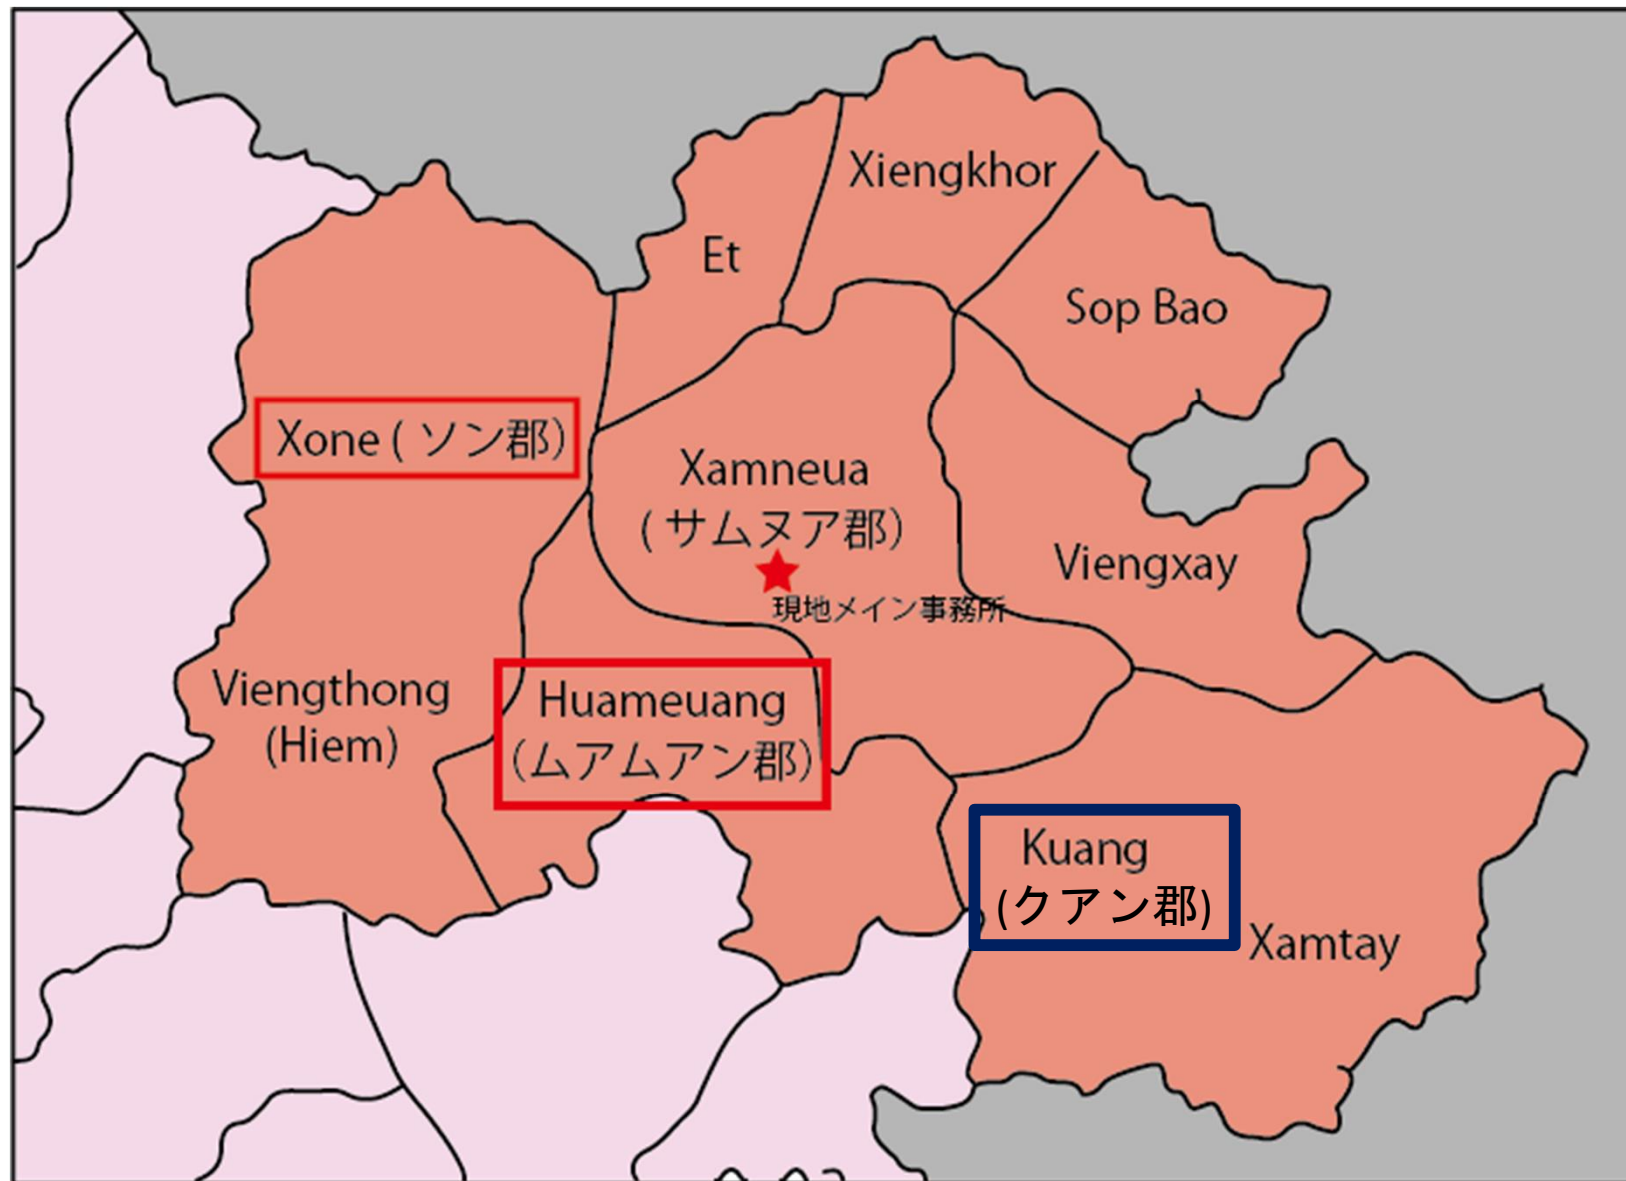 Xiengkhor
Et
Sop Bao
Xone ( ソン郡）
Xamneua
( サムヌア郡）
現地メイン事務所
Viengxay
Viengthong
(Hiem)
Huameuang
（ムアムアン郡）
Kuang
(クアン郡)
Xamtay